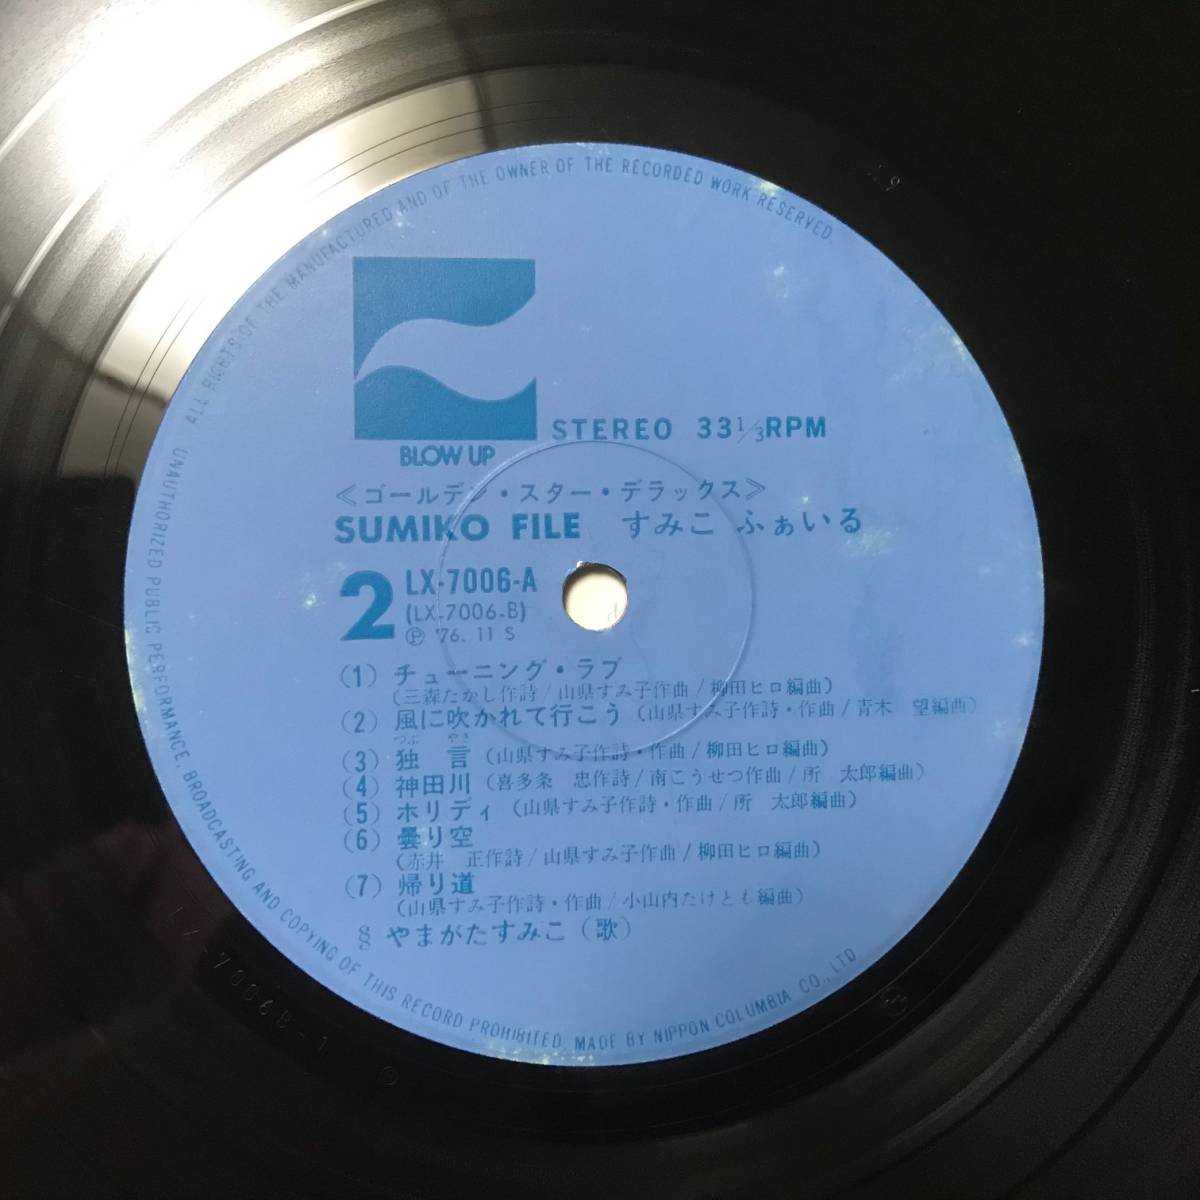 ALL RIGHTS OF THE MANUFACTURED AND OF THE OWNER OF THE RECORDED WORK RESERVED.
BLOW UP
STEREO 33 1/3 RPM
《ゴールデン・スター・デラックス》
SUMIKO FILE すみこ ふぁいる
2
LX-7006-A
(LX-7006-B)
Ⓟ '76. 11 S
(1) チューニング・ラブ
(三森たかし作詩/山県すみ子作曲/柳田ヒロ編曲)
(2) 風に吹かれて行こう (山県すみ子作詩・作曲/青木 望編曲)
つぶ やき
(3) 独 言 (山県すみ子作詩・作曲/柳田ヒロ編曲)
(4) 神田川 (喜多条 忠作詩/南こうせつ作曲/所 太郎編曲)
(5) ホリディ (山県すみ子作詩・作曲/所 太郎編曲)
(6) 曇り空
(赤井 正作詩/山県すみ子作曲/柳田ヒロ編曲)
(7) 帰り道
(山県すみ子作詩・作曲/小山内たけとも編曲)
§ やまがたすみこ (歌)
UNAUTHORIZED PUBLIC PERFORMANCE, BROADCASTING AND COPYING OF THIS RECORD PROHIBITED. MADE BY NIPPON COLUMBIA CO., LTD.